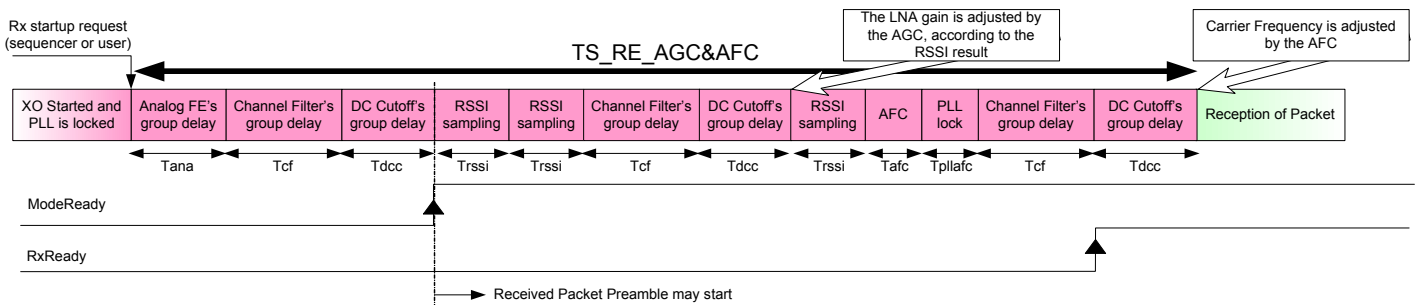 Rx startup request
(sequencer or user)
TS_RE_AGC&AFC
The LNA gain is adjusted by
the AGC, according to the
RSSI result
Carrier Frequency is adjusted
by the AFC
XO Started and
PLL is locked
Analog FE's
group delay
Channel Filter's
group delay
DC Cutoff's
group delay
RSSI
sampling
RSSI
sampling
Channel Filter's
group delay
DC Cutoff's
group delay
RSSI
sampling
AFC
PLL
lock
Channel Filter's
group delay
DC Cutoff's
group delay
Reception of Packet
Tana
Tcf
Tdcc
Trssi
Trssi
Tcf
Tdcc
Trssi
Tafc
Tpllafc
Tcf
Tdcc
ModeReady
RxReady
Received Packet Preamble may start